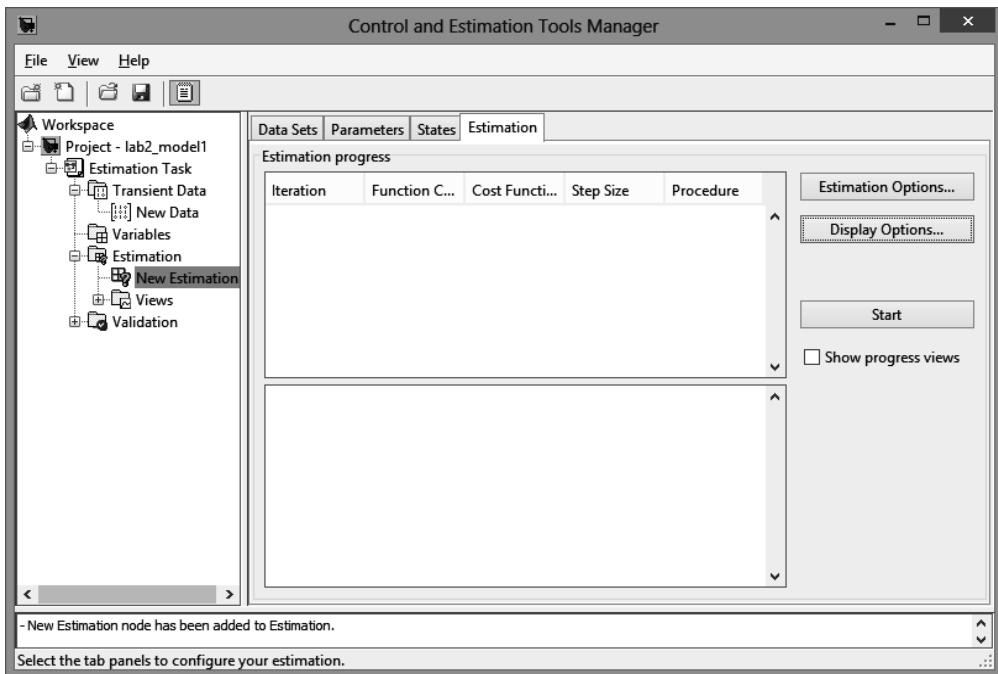 Control and Estimation Tools Manager
File View Help
Workspace
Project - lab2_model1
Estimation Task
Transient Data
New Data
Variables
Estimation
New Estimation
Views
Validation
Data Sets Parameters States Estimation
Estimation progress
Iteration Function C... Cost Functi... Step Size Procedure
Estimation Options...
Display Options...
Start
Show progress views
- New Estimation node has been added to Estimation.
Select the tab panels to configure your estimation.